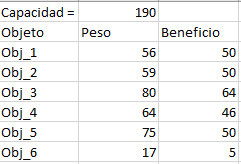 Capacidad = 190
Objeto Peso Beneficio
Obj_1 56 50
Obj_2 59 50
Obj_3 80 64
Obj_4 64 46
Obj_5 75 50
Obj_6 17 5